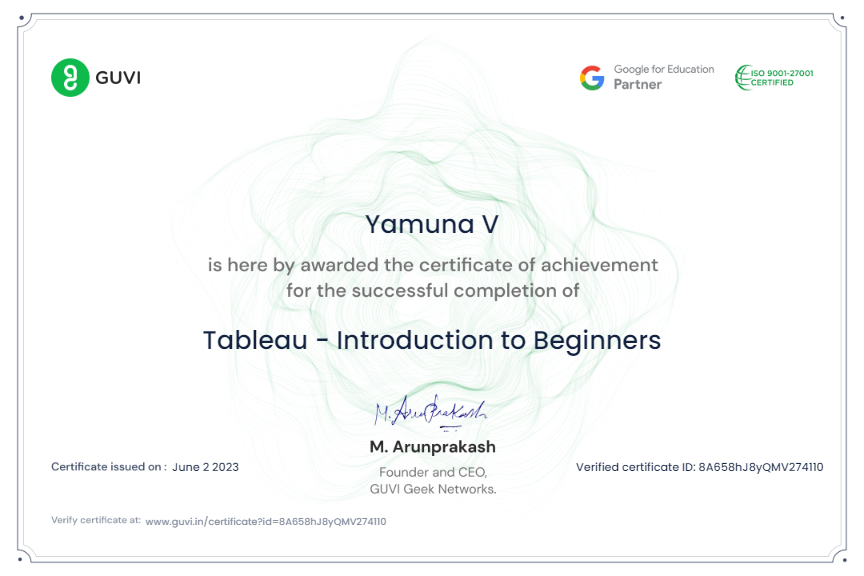 GUVI
Google for Education
Partner
ISO 9001-27001
CERTIFIED
Yamuna V
is here by awarded the certificate of achievement
for the successful completion of
Tableau - Introduction to Beginners
M. Arunprakash
M. Arunprakash
Founder and CEO,
GUVI Geek Networks.
Certificate issued on : June 2 2023
Verified certificate ID: 8A658hJ8yQMV274110
Verify certificate at: www.guvi.in/certificate?id=8A658hJ8yQMV274110